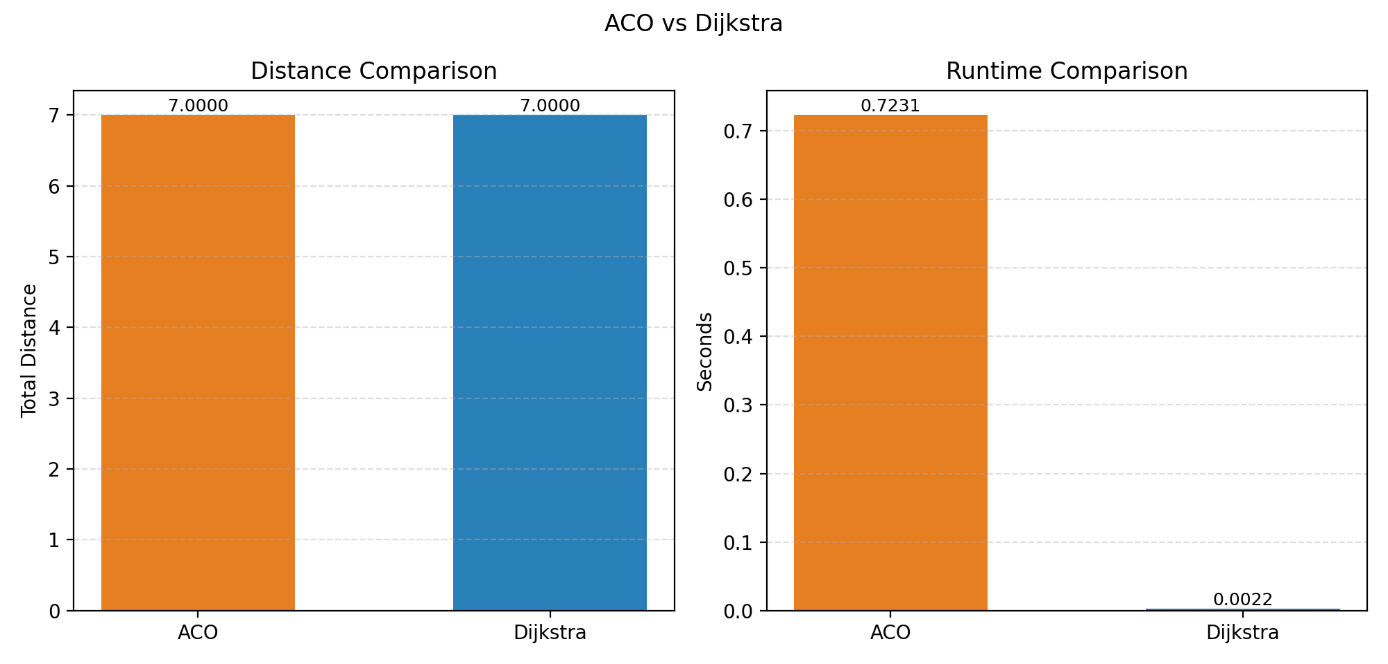 ACO vs Dijkstra
Distance Comparison
7.0000 7.0000
7
6
5
4
3
2
1
0
Total Distance
ACO Dijkstra
Runtime Comparison
0.7231
0.0022
0.7
0.6
0.5
0.4
0.3
0.2
0.1
0.0
Seconds
ACO Dijkstra